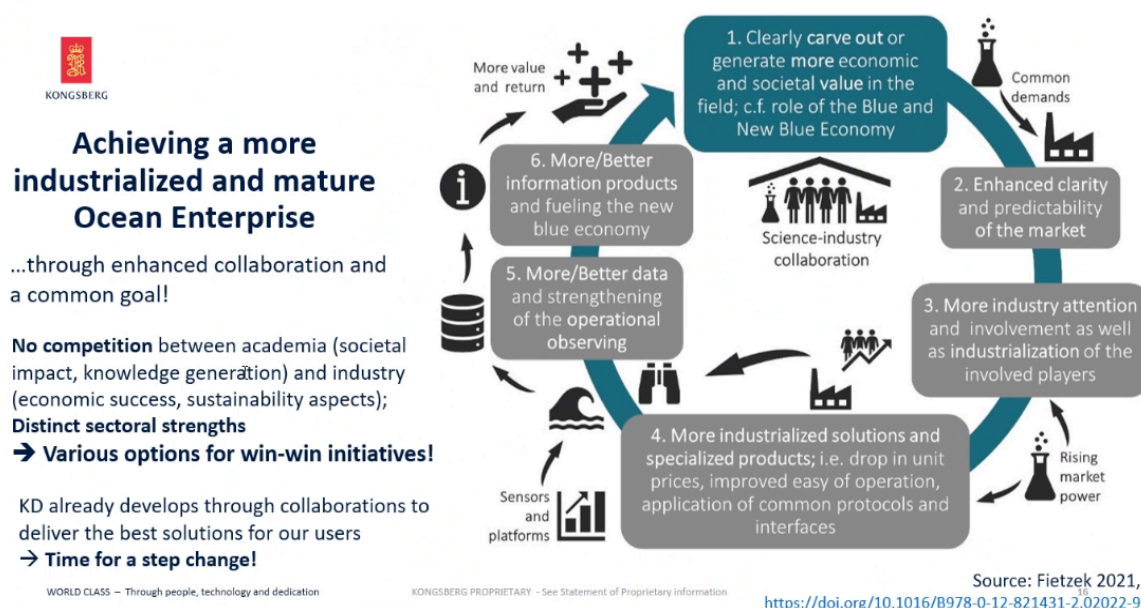 KONGSBERG
Achieving a more
industrialized and mature
Ocean Enterprise
...through enhanced collaboration and
a common goal!
No competition between academia (societal
impact, knowledge generation) and industry
(economic success, sustainability aspects);
Distinct sectoral strengths
➔ Various options for win-win initiatives!
KD already develops through collaborations to
deliver the best solutions for our users
→ Time for a step change!
More value
and return
1. Clearly carve out or
generate more economic
and societal value in the
field; c.f. role of the Blue and
New Blue Economy
Common
demands
2. Enhanced clarity
and predictability
of the market
Science-industry
collaboration
3. More industry attention
and involvement as well
as industrialization of the
involved players
Rising
market
power
4. More industrialized solutions and
specialized products; i.e. drop in unit
prices, improved easy of operation,
application of common protocols and
interfaces
Sensors
and
platforms
5. More/Better data
and strengthening
of the operational
observing
6. More/Better
information products
and fueling the new
blue economy
i
WORLD CLASS – Through people, technology and dedication
KONGSBERG PROPRIETARY - See Statement of Proprietary information
16
Source: Fietzek 2021,
https://doi.org/10.1016/B978-0-12-821431-2.02022-9